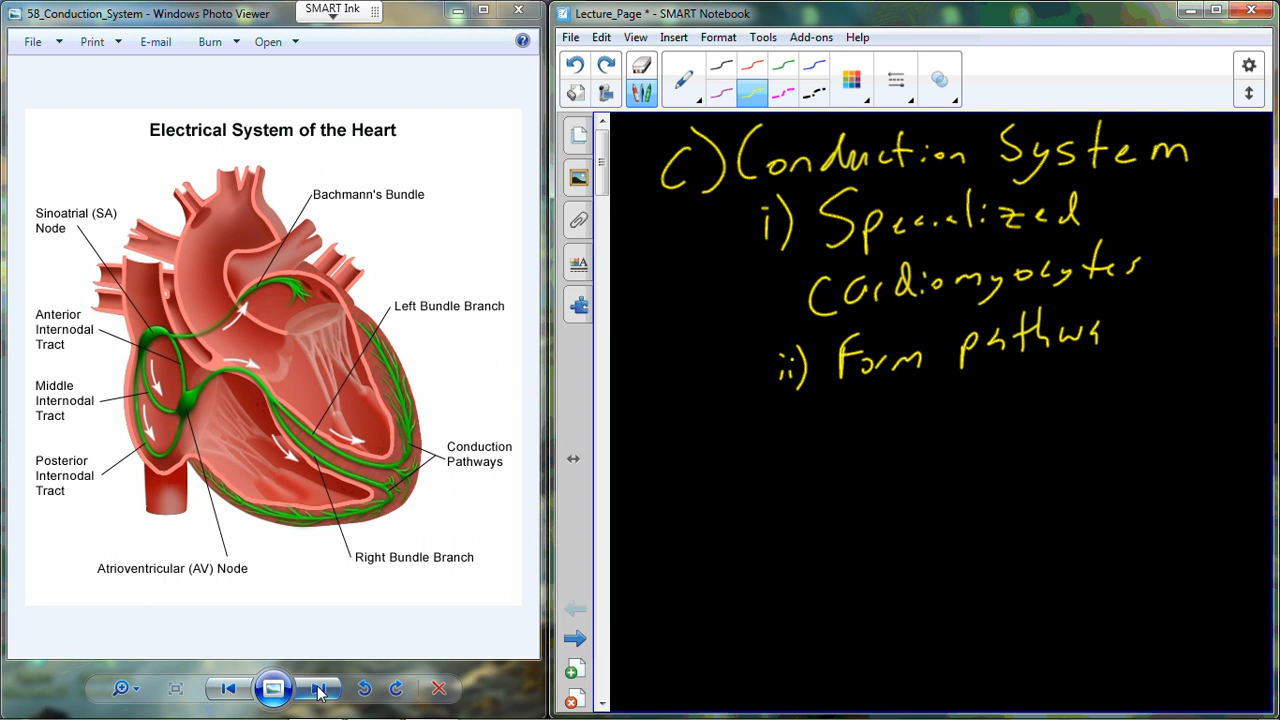 58_Conduction_System - Windows Photo Viewer
SMART Ink
File Print E-mail Burn Open
Electrical System of the Heart
Bachmann's Bundle
Sinoatrial (SA)
Node
Left Bundle Branch
Anterior
Internodal
Tract
Middle
Internodal
Tract
Conduction
Pathways
Posterior
Internodal
Tract
Right Bundle Branch
Atrioventricular (AV) Node
Lecture_Page * - SMART Notebook
File Edit View Insert Format Tools Add-ons Help
C) Conduction System
i) Specialized
Cardiomyocytes
ii) Form pathwa